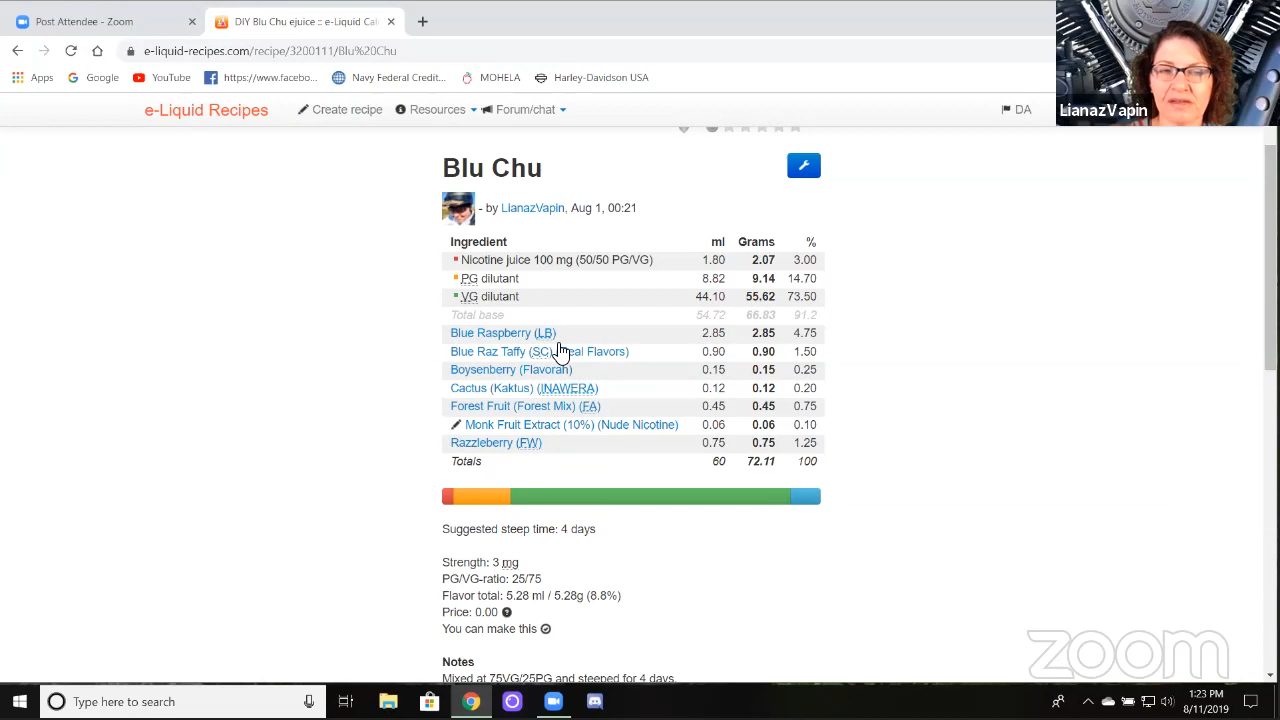 Post Attendee - Zoom
DIY Blu Chu ejuice :: e-Liquid Cal
e-liquid-recipes.com/recipe/3200111/Blu%20Chu
Apps
Google
YouTube
https://www.facebo...
Navy Federal Credit...
MOHELA
Harley-Davidson USA
LianazVapin
e-Liquid Recipes
Create recipe
Resources
Forum/chat
DA
Blu Chu
- by LianazVapin, Aug 1, 00:21
Ingredient ml Grams %
Nicotine juice 100 mg (50/50 PG/VG) 1.80 2.07 3.00
PG dilutant 8.82 9.14 14.70
VG dilutant 44.10 55.62 73.50
Total base 54.72 66.83 91.2
Blue Raspberry (LB) 2.85 2.85 4.75
Blue Raz Taffy (SC) eal Flavors) 0.90 0.90 1.50
Boysenberry (Flavorah) 0.15 0.15 0.25
Cactus (Kaktus) (INAWERA) 0.12 0.12 0.20
Forest Fruit (Forest Mix) (FA) 0.45 0.45 0.75
Monk Fruit Extract (10%) (Nude Nicotine) 0.06 0.06 0.10
Razzleberry (FW) 0.75 0.75 1.25
Totals 60 72.11 100
Suggested steep time: 4 days
Strength: 3 mg
PG/VG-ratio: 25/75
Flavor total: 5.28 ml / 5.28g (8.8%)
Price: 0.00
You can make this
Notes
Mixed at 75VG/25PG and steeped for 4 days.
zoom
Type here to search
1:23 PM
8/11/2019